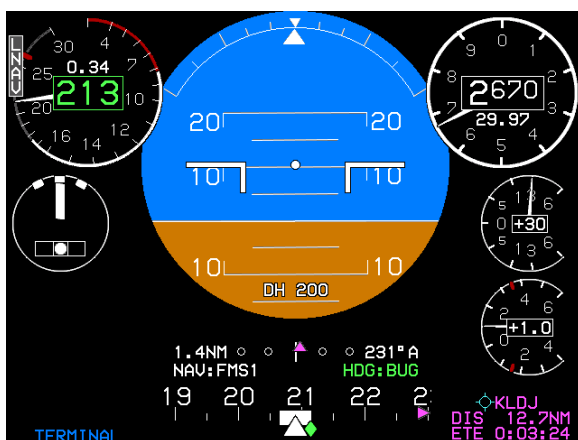 LNAV
30 4 7
25 0.34
213 10
20
16 14 12
20 20
10 10
10 10
DH 200
9 0 1
8 2
2670
7 3
29.97
6 5
1 3 6
5
0 +30
5
1 3 6
4
2
+1.0
2 4
1.4NM 231°A
NAV:FMS1 HDG:BUG
19 20 21 22
TERMINAL
KLDJ
DIS 12.7NM
ETE 0:03:24